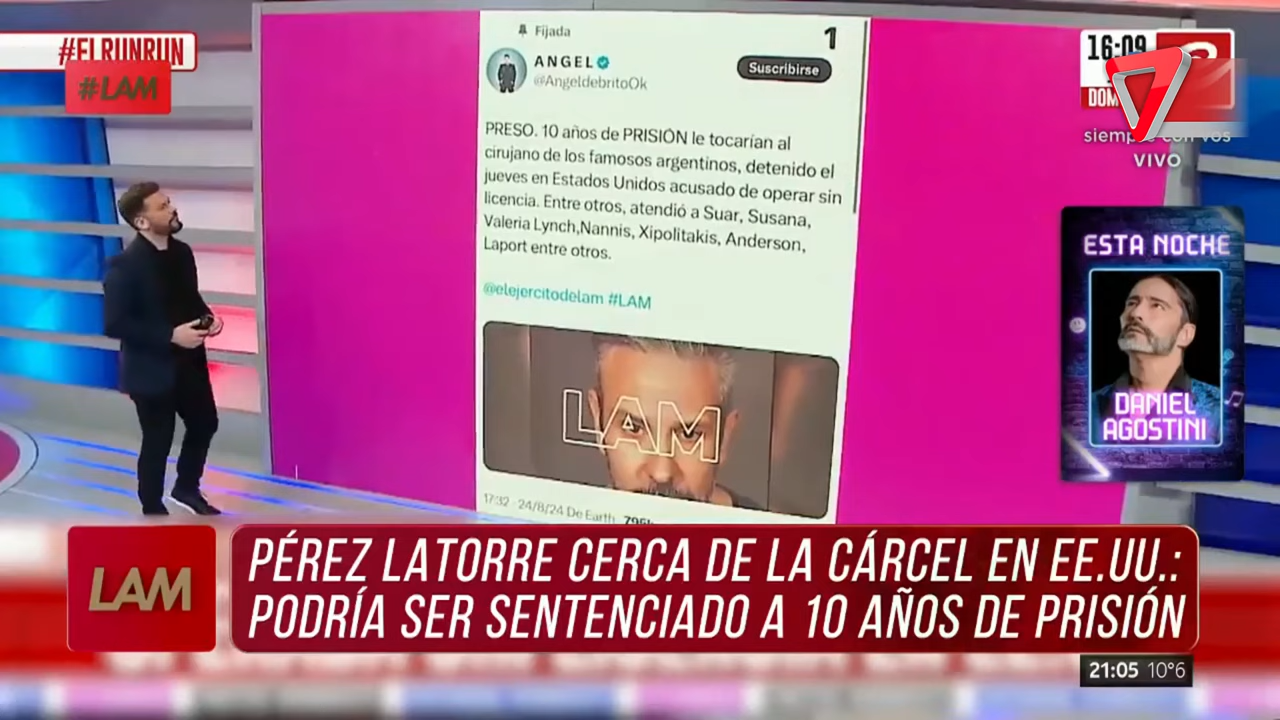 #ELRUNRUN
#LAM
Fijada
1
ANGEL
@AngeldebritoOk
Suscribirse
PRESO. 10 años de PRISIÓN le tocarían al
cirujano de los famosos argentinos, detenido el
jueves en Estados Unidos acusado de operar sin
licencia. Entre otros, atendió a Suar, Susana,
Valeria Lynch,Nannis, Xipolitakis, Anderson,
Laport entre otros.
@elejercitodelam #LAM
LAM
17:32 - 24/8/24 De Earth
16:09
DOM
siempre con vos
VIVO
ESTA NOCHE
DANIEL
AGOSTINI
LAM
PÉREZ LATORRE CERCA DE LA CÁRCEL EN EE.UU.:
PODRÍA SER SENTENCIADO A 10 AÑOS DE PRISIÓN
21:05 10°6